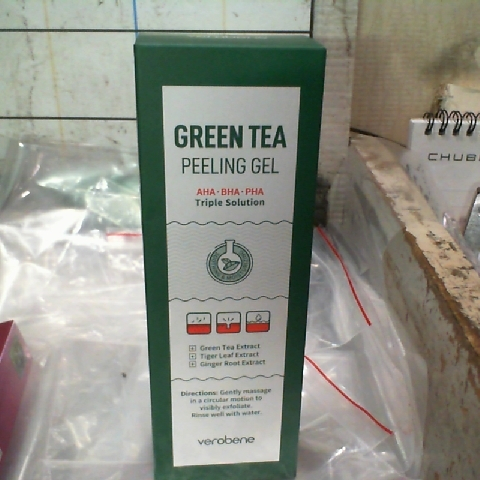 GREEN TEA
PEELING GEL
AHA·BHA·PHA
Triple Solution
Green Tea Extract
Tiger Leaf Extract
Ginger Root Extract
Directions: Gently massage
in a circular motion to
visibly exfoliate.
Rinse well with water.
verobene
CHUB